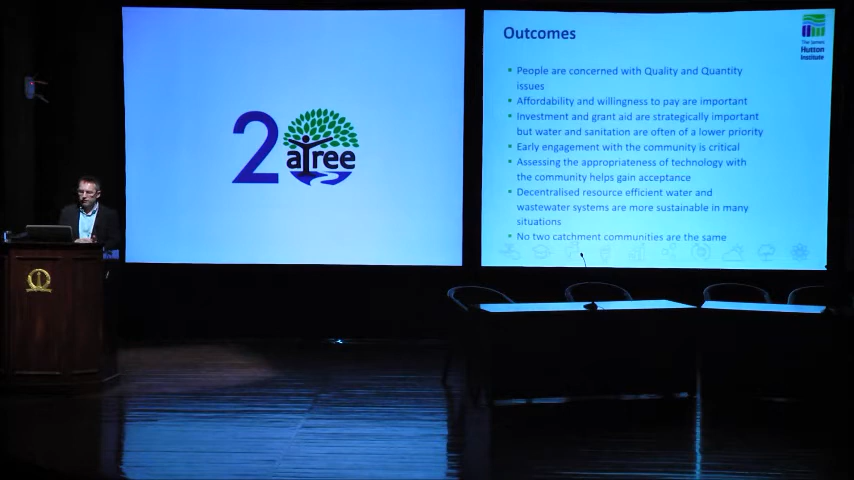 20
atree
Outcomes
The James
Hutton
Institute
• People are concerned with Quality and Quantity
issues
• Affordability and willingness to pay are important
• Investment and grant aid are strategically important
but water and sanitation are often of a lower priority
• Early engagement with the community is critical
• Assessing the appropriateness of technology with
the community helps gain acceptance
• Decentralised resource efficient water and
wastewater systems are more sustainable in many
situations
• No two catchment communities are the same